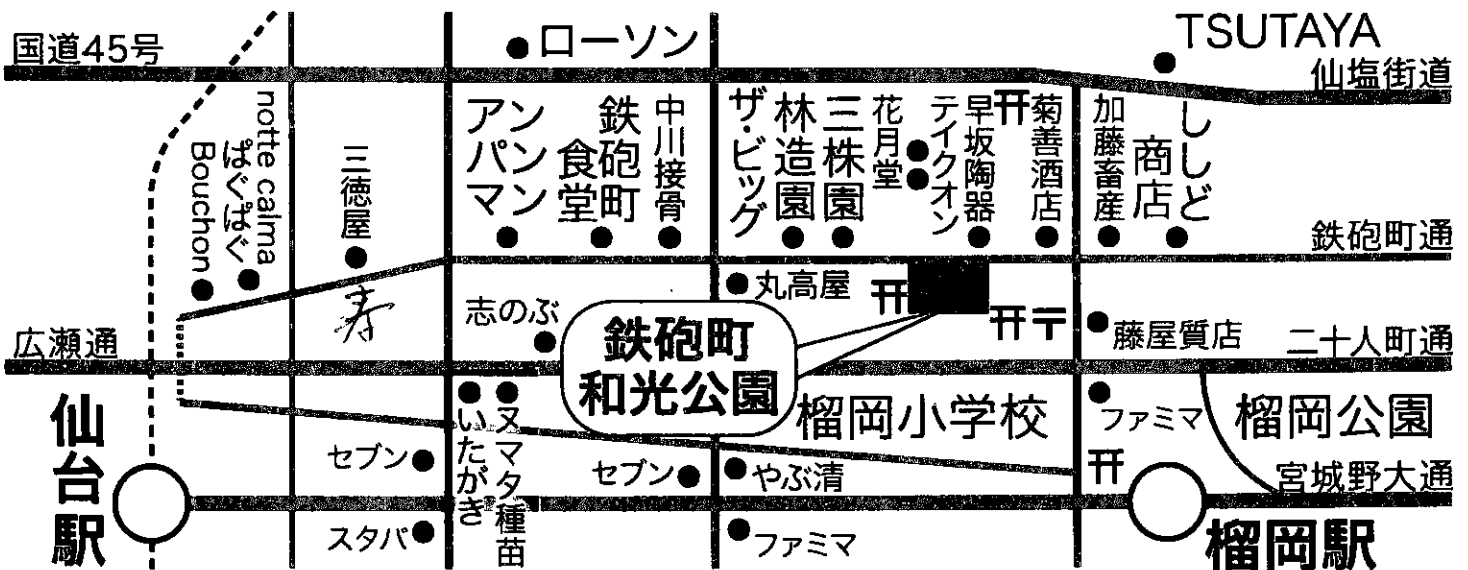 国道45号
ローソン
TSUTAYA
仙塩街道
notte calma
ぱぐぱぐ
Bouchon
三徳屋
アンパンマン
鉄砲町
食堂
中川接骨
ザ・ビッグ
林造園
三株園
花月堂
テイクオン
早坂陶器
菊善酒店
加藤畜産
ししど
商店
鉄砲町通
寿
志のぶ
丸高屋
鉄砲町
和光公園
藤屋質店
広瀬通
二十人町通
仙台駅
いたがき
ヌマタ種苗
榴岡小学校
ファミマ
榴岡公園
セブン
セブン
やぶ清
宮城野大通
スタバ
ファミマ
榴岡駅